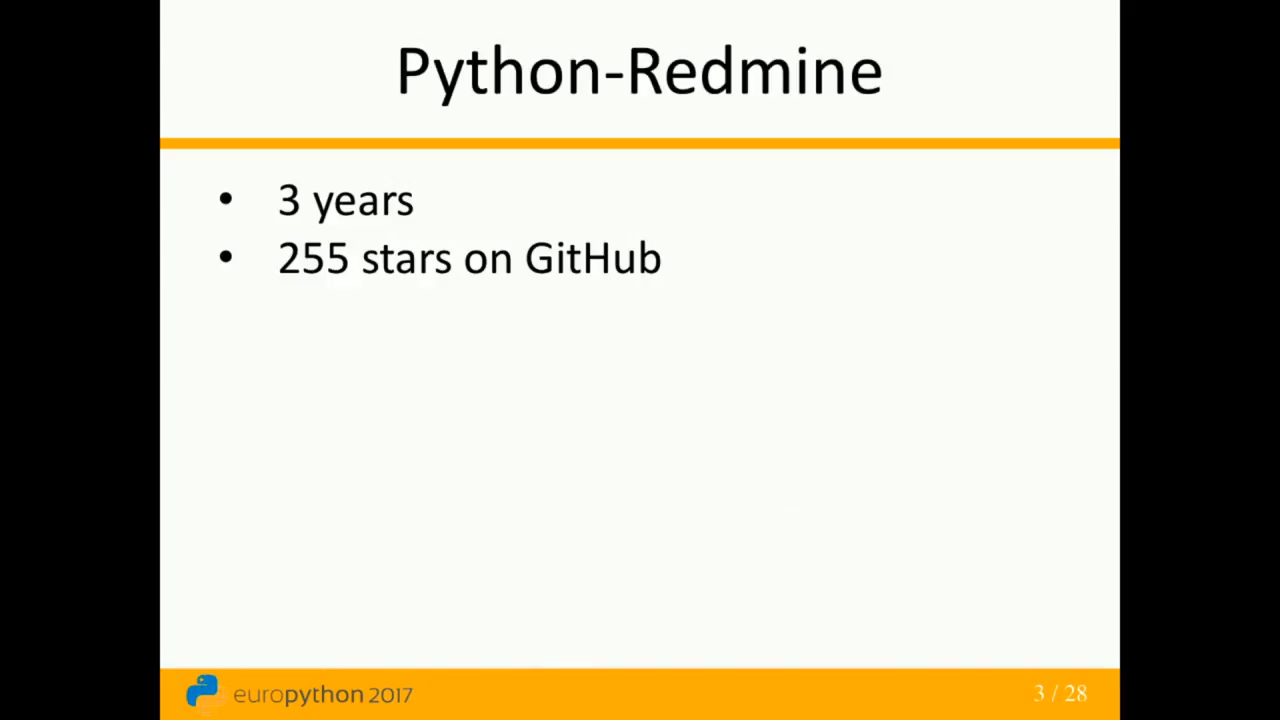 Python-Redmine
• 3 years
• 255 stars on GitHub
europython 2017
3 / 28